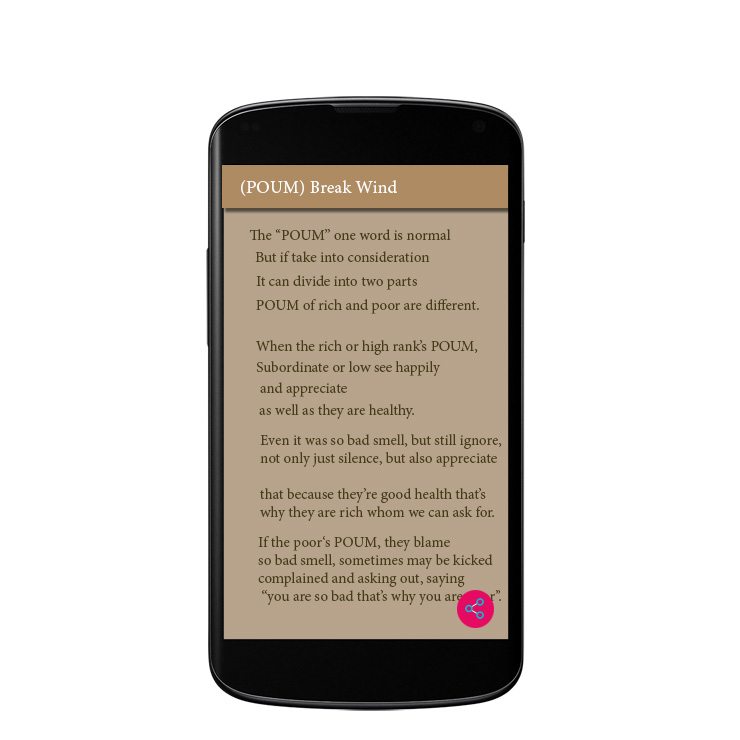 (POUM) Break Wind
The “POUM” one word is normal
But if take into consideration
It can divide into two parts
POUM of rich and poor are different.
When the rich or high rank’s POUM,
Subordinate or low see happily
and appreciate
as well as they are healthy.
Even it was so bad smell, but still ignore,
not only just silence, but also appreciate
that because they’re good health that’s
why they are rich whom we can ask for.
If the poor‘s POUM, they blame
so bad smell, sometimes may be kicked
complained and asking out, saying
“you are so bad that’s why you are